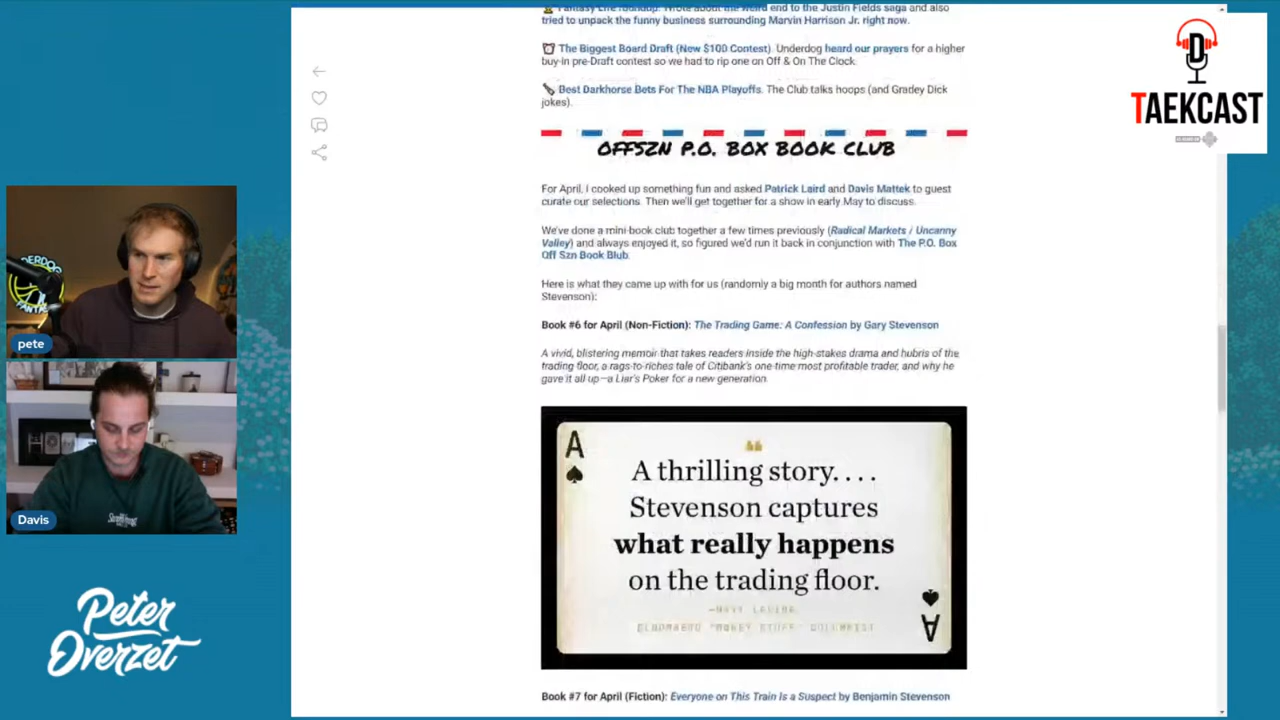 Fantasy Life roundup. Wrote about the weird end to the Justin Fields saga and also
tried to unpack the funny business surrounding Marvin Harrison Jr. right now.
The Biggest Board Draft (New $100 Contest). Underdog heard our prayers for a higher
buy-in pre-Draft contest so we had to rip one on Off & On The Clock.
Best Darkhorse Bets For The NBA Playoffs. The Club talks hoops (and Gradey Dick
jokes).
OFFSZN P.O. BOX BOOK CLUB
For April, I cooked up something fun and asked Patrick Laird and Davis Mattek to guest
curate our selections. Then we'll get together for a show in early May to discuss.
We've done a mini-book club together a few times previously (Radical Markets / Uncanny
Valley) and always enjoyed it, so figured we'd run it back in conjunction with The P.O. Box
Off Szn Book Blub.
Here is what they came up with for us (randomly a big month for authors named
Stevenson):
Book #6 for April (Non-Fiction): The Trading Game: A Confession by Gary Stevenson
A vivid, blistering memoir that takes readers inside the high-stakes drama and hubris of the
trading floor, a rags-to-riches tale of Citibank's one-time most profitable trader, and why he
gave it all up—a Liar's Poker for a new generation.
A
“
A thrilling story. . . .
Stevenson captures
what really happens
on the trading floor.
—MATT LEVINE,
BLOOMBERG "MONEY STUFF" COLUMNIST
A
Book #7 for April (Fiction): Everyone on This Train Is a Suspect by Benjamin Stevenson
D
TAEKCAST
pete
Davis
Peter
Overzet